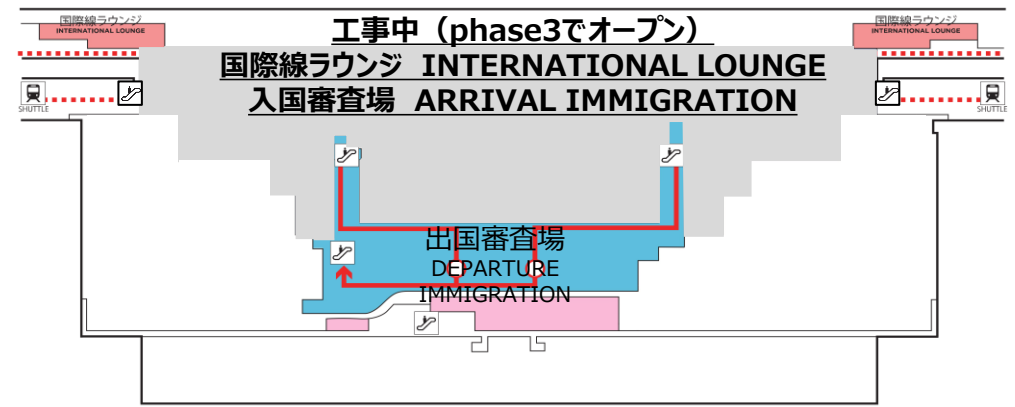 国際線ラウンジ
INTERNATIONAL LOUNGE
工事中（phase3でオープン）
国際線ラウンジ
INTERNATIONAL LOUNGE
国際線ラウンジ INTERNATIONAL LOUNGE
入国審査場 ARRIVAL IMMIGRATION
SHUTTLE
SHUTTLE
出国審査場
DEPARTURE
IMMIGRATION